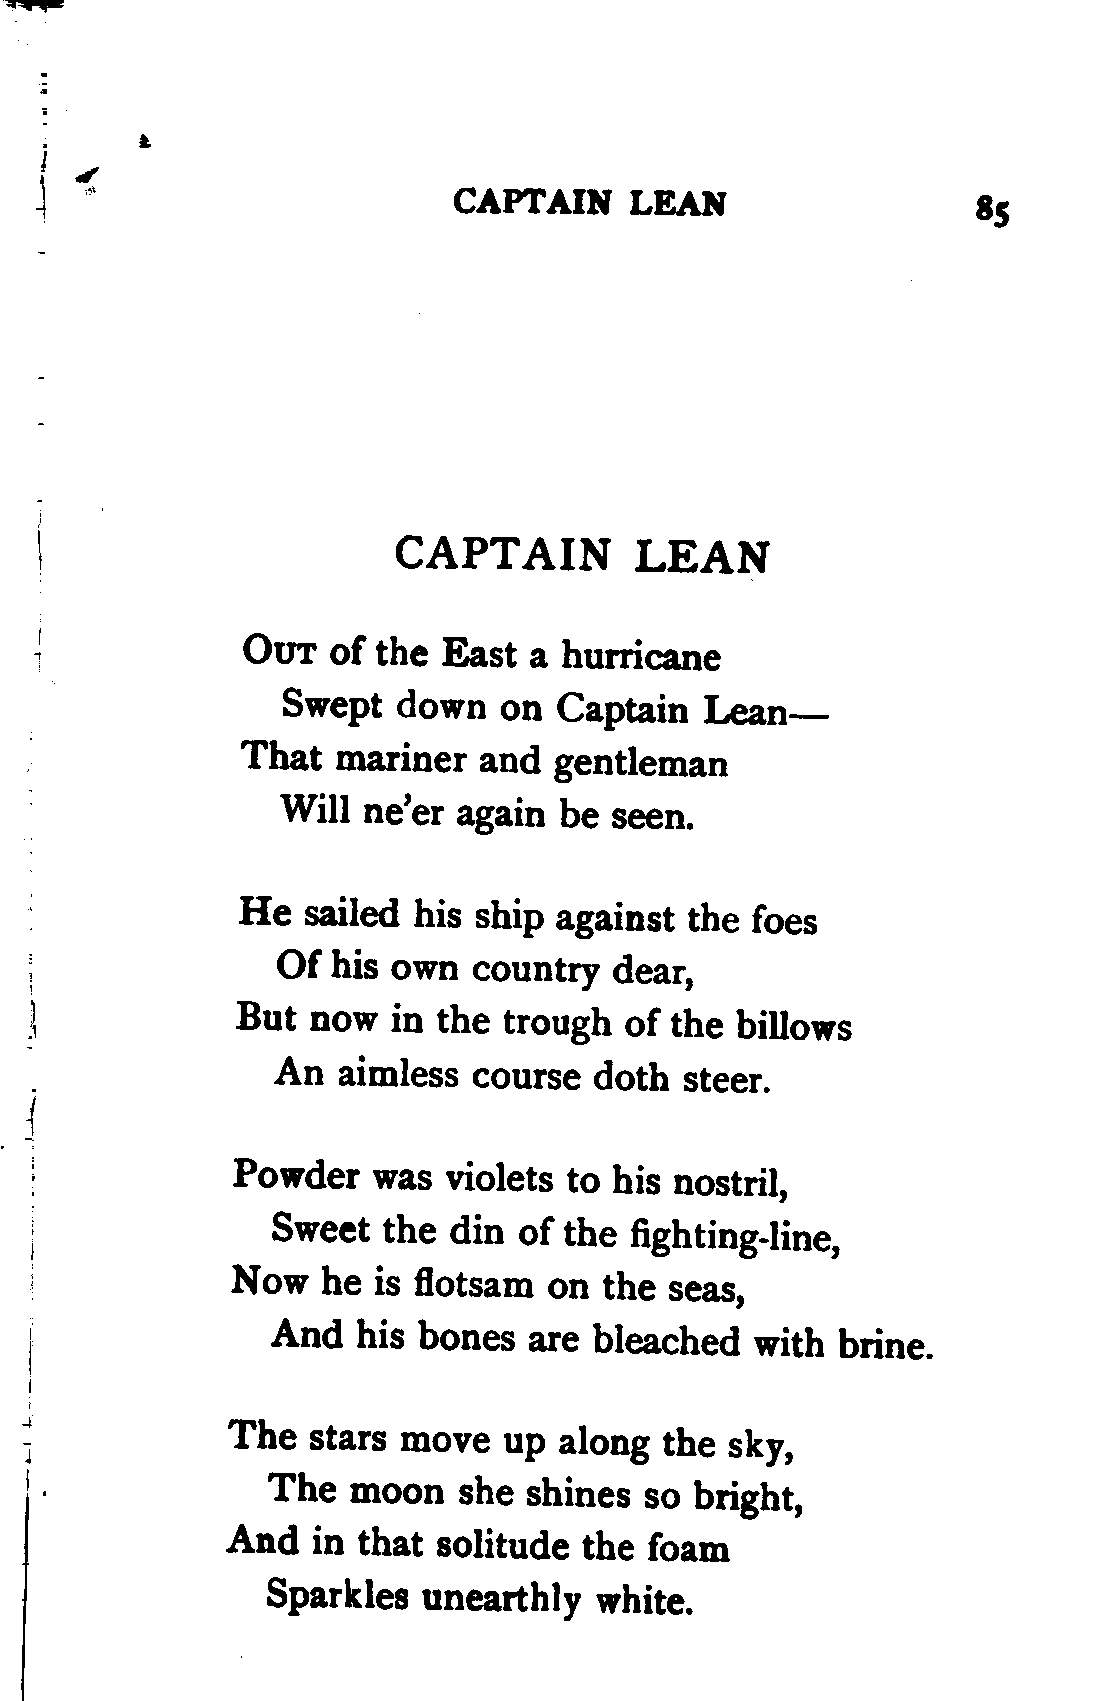 CAPTAIN LEAN 85
CAPTAIN LEAN
OUT of the East a hurricane
Swept down on Captain Lean—
That mariner and gentleman
Will ne'er again be seen.
He sailed his ship against the foes
Of his own country dear,
But now in the trough of the billows
An aimless course doth steer.
Powder was violets to his nostril,
Sweet the din of the fighting-line,
Now he is flotsam on the seas,
And his bones are bleached with brine.
The stars move up along the sky,
The moon she shines so bright,
And in that solitude the foam
Sparkles unearthly white.